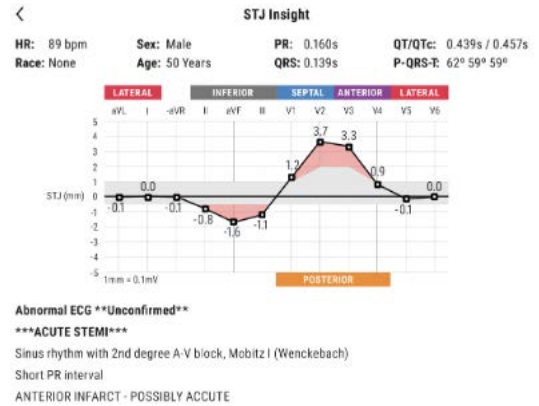 STJ Insight
HR: 89 bpm Sex: Male PR: 0.160s QT/QTc: 0.439s / 0.457s
Race: None Age: 50 Years QRS: 0.139s P-QRS-T: 62° 59° 59°
LATERAL INFERIOR SEPTAL ANTERIOR LATERAL
aVL I -aVR II aVF III V1 V2 V3 V4 V5 V6
5
4
3
2
1
STJ (mm) 0
-1
-2
-3
-4
-5
-0.1 0.0 -0.1 -0.8 -1.6 -1.1 1.2 3.7 3.3 0.9 -0.1 0.0
1mm = 0.1mV POSTERIOR
Abnormal ECG **Unconfirmed**
***ACUTE STEMI***
Sinus rhythm with 2nd degree A-V block, Mobitz I (Wenckebach)
Short PR interval
ANTERIOR INFARCT - POSSIBLY ACCUTE